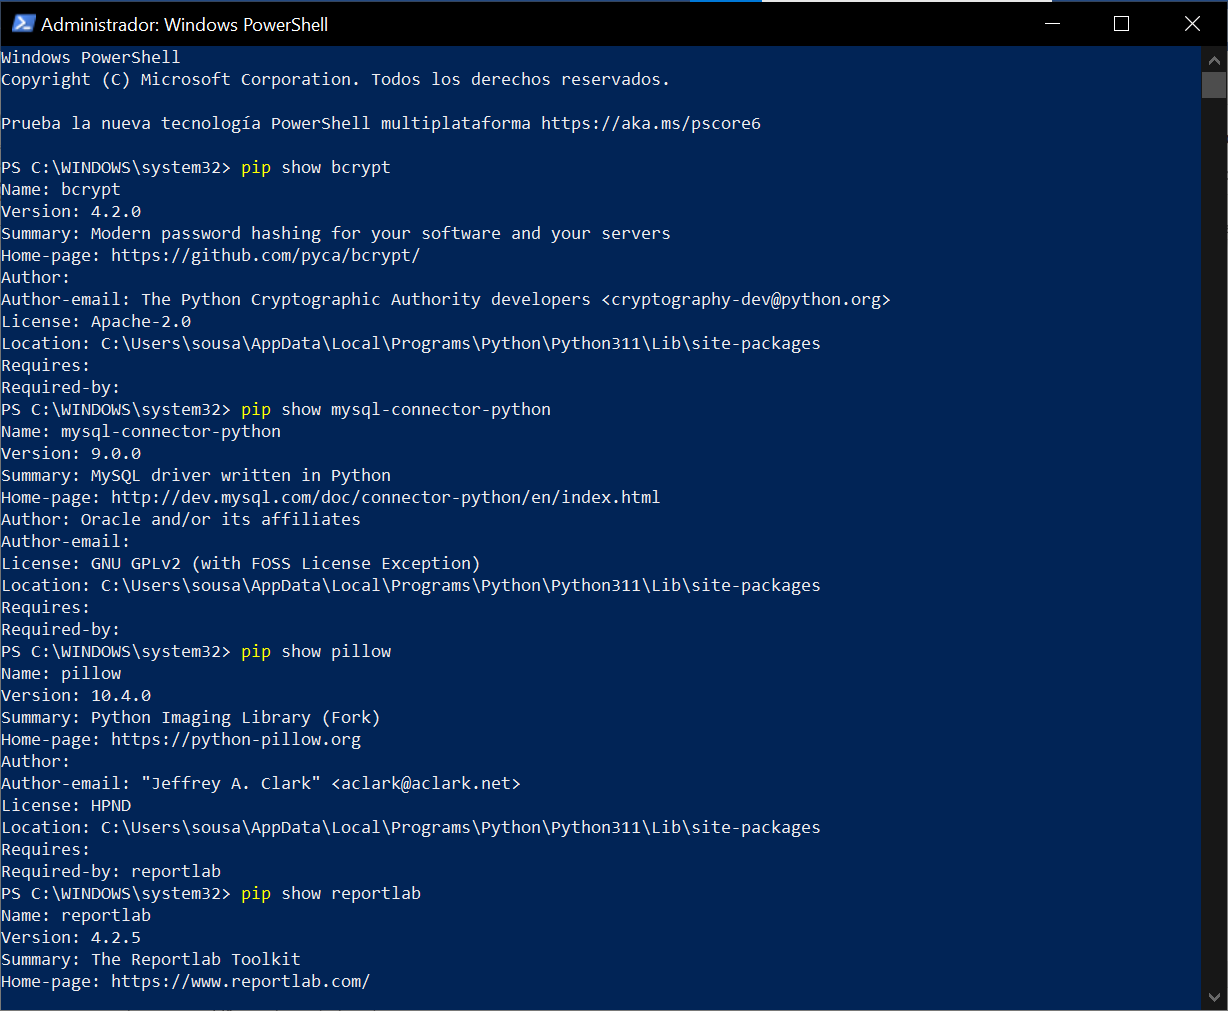 Administrador: Windows PowerShell
Windows PowerShell
Copyright (C) Microsoft Corporation. Todos los derechos reservados.
Prueba la nueva tecnología PowerShell multiplataforma https://aka.ms/pscore6
PS C:\WINDOWS\system32> pip show bcrypt
Name: bcrypt
Version: 4.2.0
Summary: Modern password hashing for your software and your servers
Home-page: https://github.com/pyca/bcrypt/
Author:
Author-email: The Python Cryptographic Authority developers <cryptography-dev@python.org>
License: Apache-2.0
Location: C:\Users\sousa\AppData\Local\Programs\Python\Python311\Lib\site-packages
Requires:
Required-by:
PS C:\WINDOWS\system32> pip show mysql-connector-python
Name: mysql-connector-python
Version: 9.0.0
Summary: MySQL driver written in Python
Home-page: http://dev.mysql.com/doc/connector-python/en/index.html
Author: Oracle and/or its affiliates
Author-email:
License: GNU GPLv2 (with FOSS License Exception)
Location: C:\Users\sousa\AppData\Local\Programs\Python\Python311\Lib\site-packages
Requires:
Required-by:
PS C:\WINDOWS\system32> pip show pillow
Name: pillow
Version: 10.4.0
Summary: Python Imaging Library (Fork)
Home-page: https://python-pillow.org
Author:
Author-email: "Jeffrey A. Clark" <aclark@aclark.net>
License: HPND
Location: C:\Users\sousa\AppData\Local\Programs\Python\Python311\Lib\site-packages
Requires:
Required-by: reportlab
PS C:\WINDOWS\system32> pip show reportlab
Name: reportlab
Version: 4.2.5
Summary: The Reportlab Toolkit
Home-page: https://www.reportlab.com/